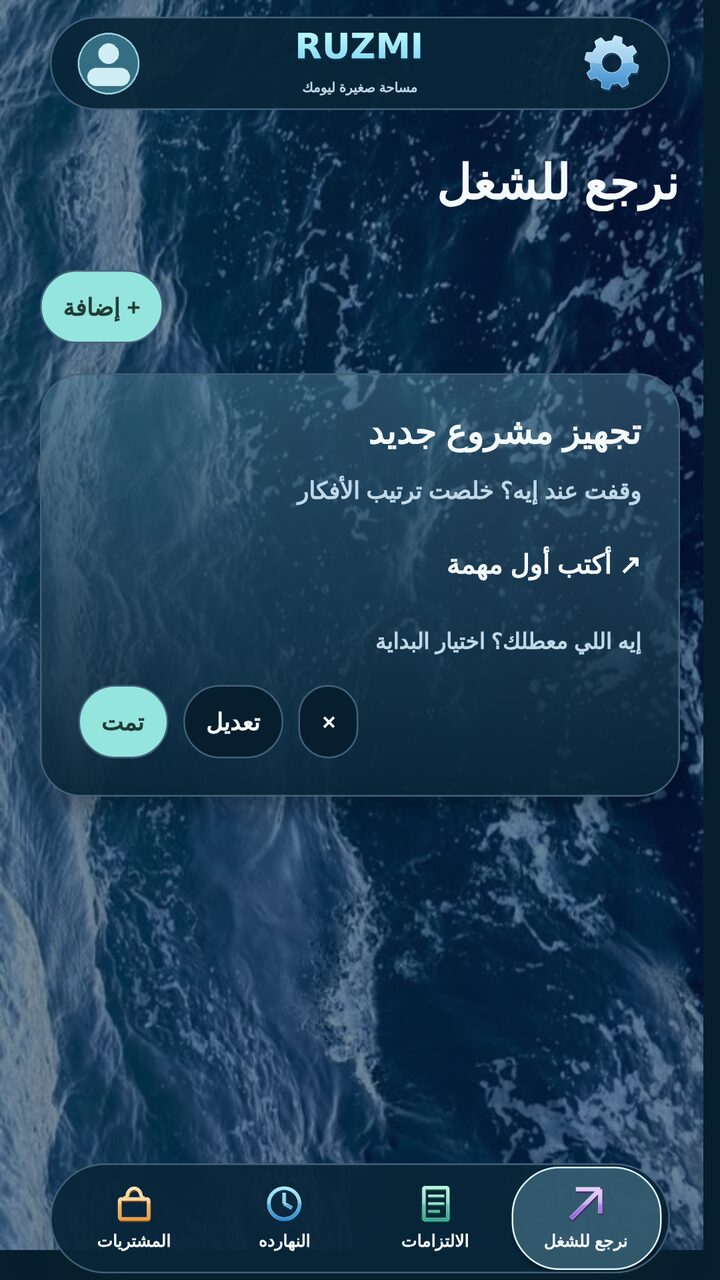 RUZMI
مساحة صغيرة ليومك
نرجع للشغل
+ إضافة
تجهيز مشروع جديد
وقفت عند إيه؟ خلصت ترتيب الأفكار
↗ أكتب أول مهمة
إيه اللي معطلك؟ اختيار البداية
× تعديل تمت
نرجع للشغل الالتزامات النهارده المشتريات